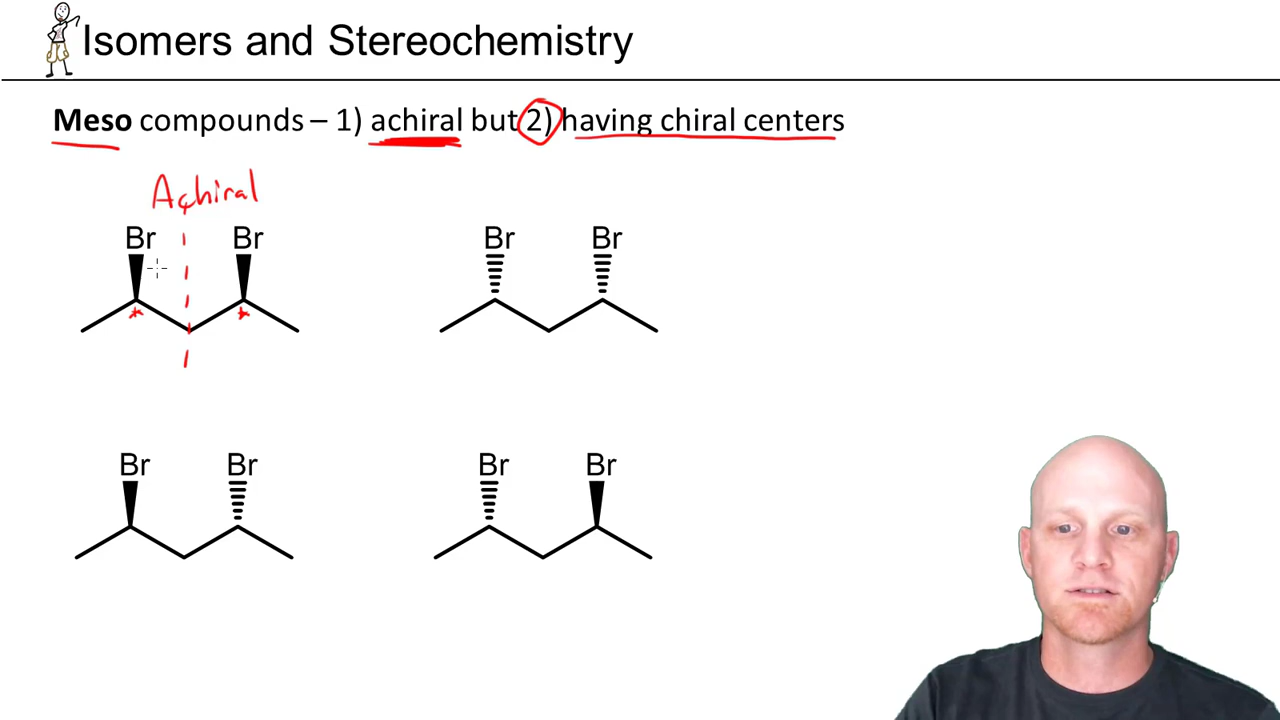 Isomers and Stereochemistry
Meso compounds – 1) achiral but 2) having chiral centers
Achiral
Br Br Br Br
Br Br Br Br